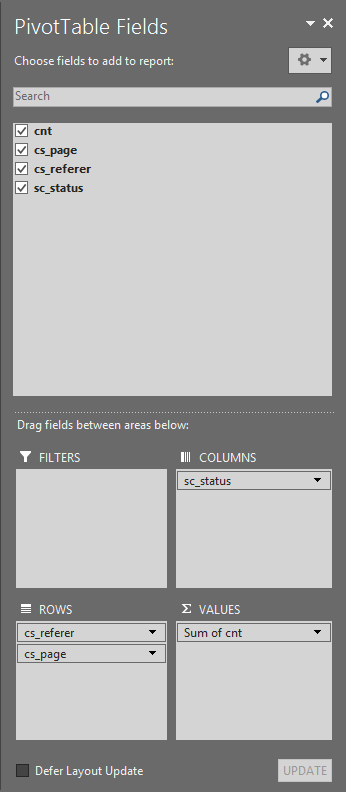 PivotTable Fields
Choose fields to add to report:
Search
cnt
cs_page
cs_referer
sc_status
Drag fields between areas below:
FILTERS
COLUMNS
sc_status
ROWS
VALUES
cs_referer
Sum of cnt
cs_page
Defer Layout Update
UPDATE